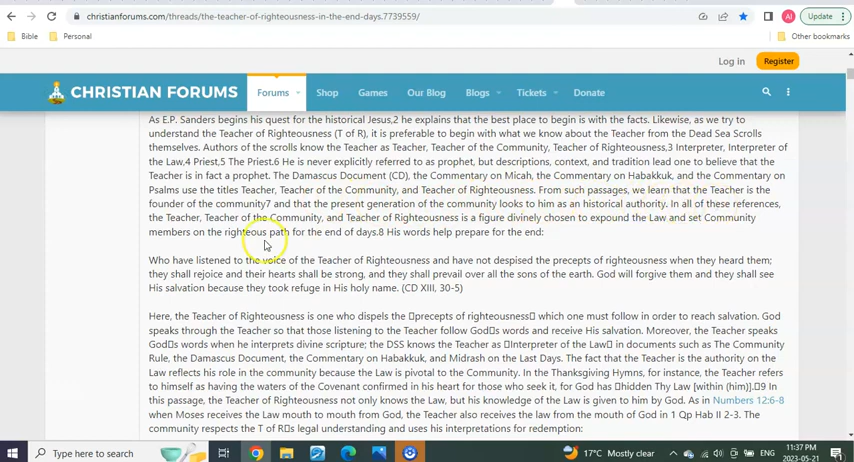 christianforums.com/threads/the-teacher-of-righteousness-in-the-end-days.7739559/
AI
Update
Bible
Personal
Other bookmarks
Log in
Register
CHRISTIAN FORUMS
Forums
Shop
Games
Our Blog
Blogs
Tickets
Donate
As E.P. Sanders begins his quest for the historical Jesus,2 he explains that the best place to begin is with the facts. Likewise, as we try to
understand the Teacher of Righteousness (T of R), it is preferable to begin with what we know about the Teacher from the Dead Sea Scrolls
themselves. Authors of the scrolls know the Teacher as Teacher, Teacher of the Community, Teacher of Righteousness,3 Interpreter, Interpreter of
the Law,4 Priest,5 The Priest.6 He is never explicitly referred to as prophet, but descriptions, context, and tradition lead one to believe that the
Teacher is in fact a prophet. The Damascus Document (CD), the Commentary on Micah, the Commentary on Habakkuk, and the Commentary on
Psalms use the titles Teacher, Teacher of the Community, and Teacher of Righteousness. From such passages, we learn that the Teacher is the
founder of the community7 and that the present generation of the community looks to him as an historical authority. In all of these references,
the Teacher, Teacher of the Community, and Teacher of Righteousness is a figure divinely chosen to expound the Law and set Community
members on the righteous path for the end of days.8 His words help prepare for the end:
Who have listened to the voice of the Teacher of Righteousness and have not despised the precepts of righteousness when they heard them;
they shall rejoice and their hearts shall be strong, and they shall prevail over all the sons of the earth. God will forgive them and they shall see
His salvation because they took refuge in His holy name. (CD XIII, 30-5)
Here, the Teacher of Righteousness is one who dispels the precepts of righteousness which one must follow in order to reach salvation. God
speaks through the Teacher so that those listening to the Teacher follow Gods words and receive His salvation. Moreover, the Teacher speaks
Gods words when he interprets divine scripture; the DSS knows the Teacher as Interpreter of the Law in documents such as The Community
Rule, the Damascus Document, the Commentary on Habakkuk, and Midrash on the Last Days. The fact that the Teacher is the authority on the
Law reflects his role in the community because the Law is pivotal to the Community. In the Thanksgiving Hymns, for instance, the Teacher refers
to himself as having the waters of the Covenant confirmed in his heart for those who seek it, for God has hidden Thy Law [within (him)].9 In
this passage, the Teacher of Righteousness not only knows the Law, but his knowledge of the Law is given to him by God. As in Numbers 12:6-8
when Moses receives the Law mouth to mouth from God, the Teacher also receives the law from the mouth of God in 1 Qp Hab II 2-3. The
community respects the T of Rs legal understanding and uses his interpretations for redemption:
Type here to search
17°C Mostly clear
ENG
11:37 PM
2023-05-21